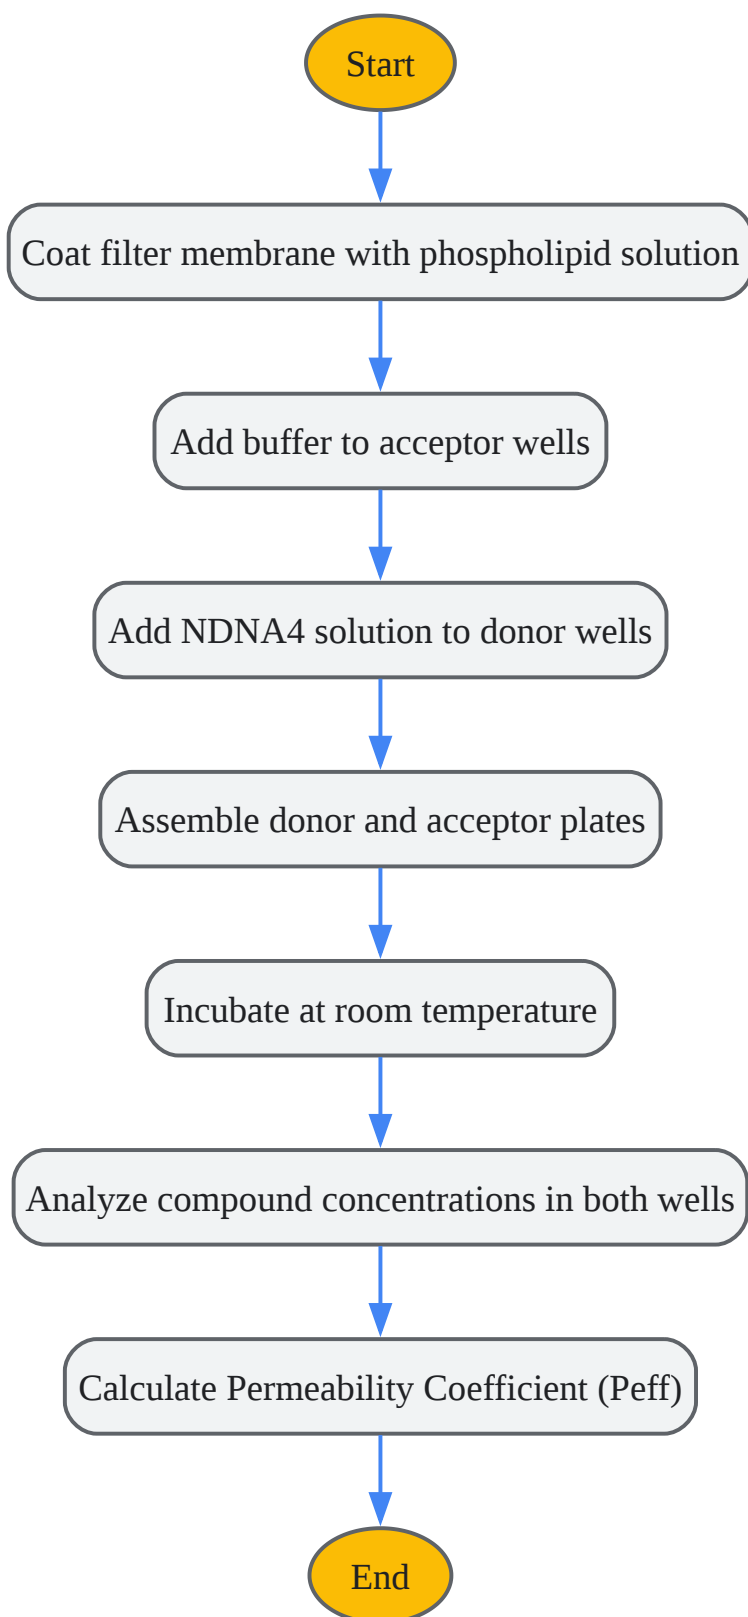 Start
Coat filter membrane with phospholipid solution
Add buffer to acceptor wells
Add NDNA4 solution to donor wells
Assemble donor and acceptor plates
Incubate at room temperature
Analyze compound concentrations in both wells
Calculate Permeability Coefficient (Peff)
End